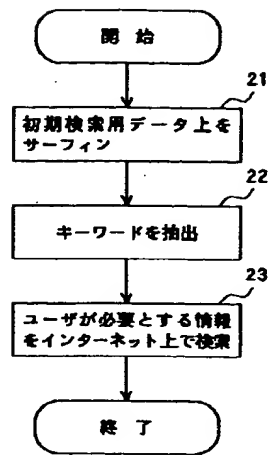 開始
21
初期検索用データ上を
サーフィン
22
キーワードを抽出
23
ユーザが必要とする情報
をインターネット上で検索
終了